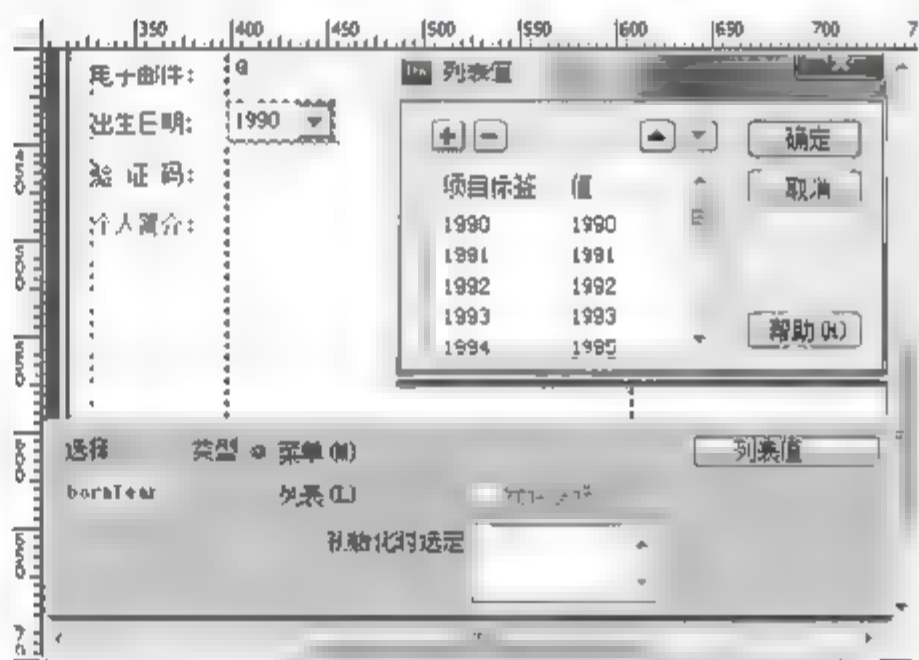 350 400 450 500 550 600 650 700
电子邮件:
出生日期: 1990
验 证 码:
个人简介:
列表值
确定
取消
项目标签 值
1990 1990
1991 1991
1992 1992
1993 1993
1994 1985
帮助(H)
选择 类型 菜单(M) 列表值
bornYear 列表(L)
初始化时选定